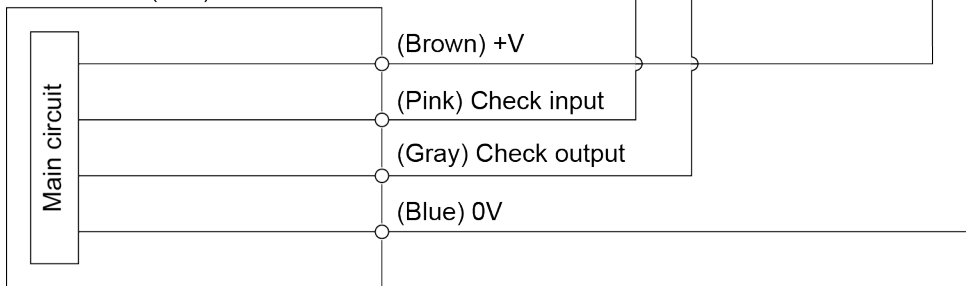 (Brown) +V
(Pink) Check input
(Gray) Check output
(Blue) 0V
Main circuit